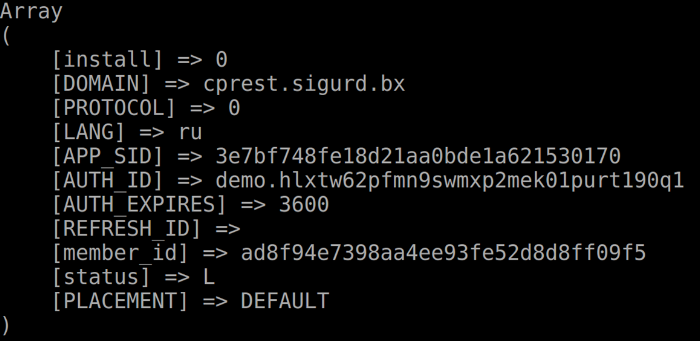 Array
(
    [install] => 0
    [DOMAIN] => cprest.sigurd.bx
    [PROTOCOL] => 0
    [LANG] => ru
    [APP_SID] => 3e7bf748fe18d21aa0bde1a621530170
    [AUTH_ID] => demo.hlxtw62pfmn9swmxp2mek01purt190q1
    [AUTH_EXPIRES] => 3600
    [REFRESH_ID] =>
    [member_id] => ad8f94e7398aa4ee93fe52d8d8ff09f5
    [status] => L
    [PLACEMENT] => DEFAULT
)